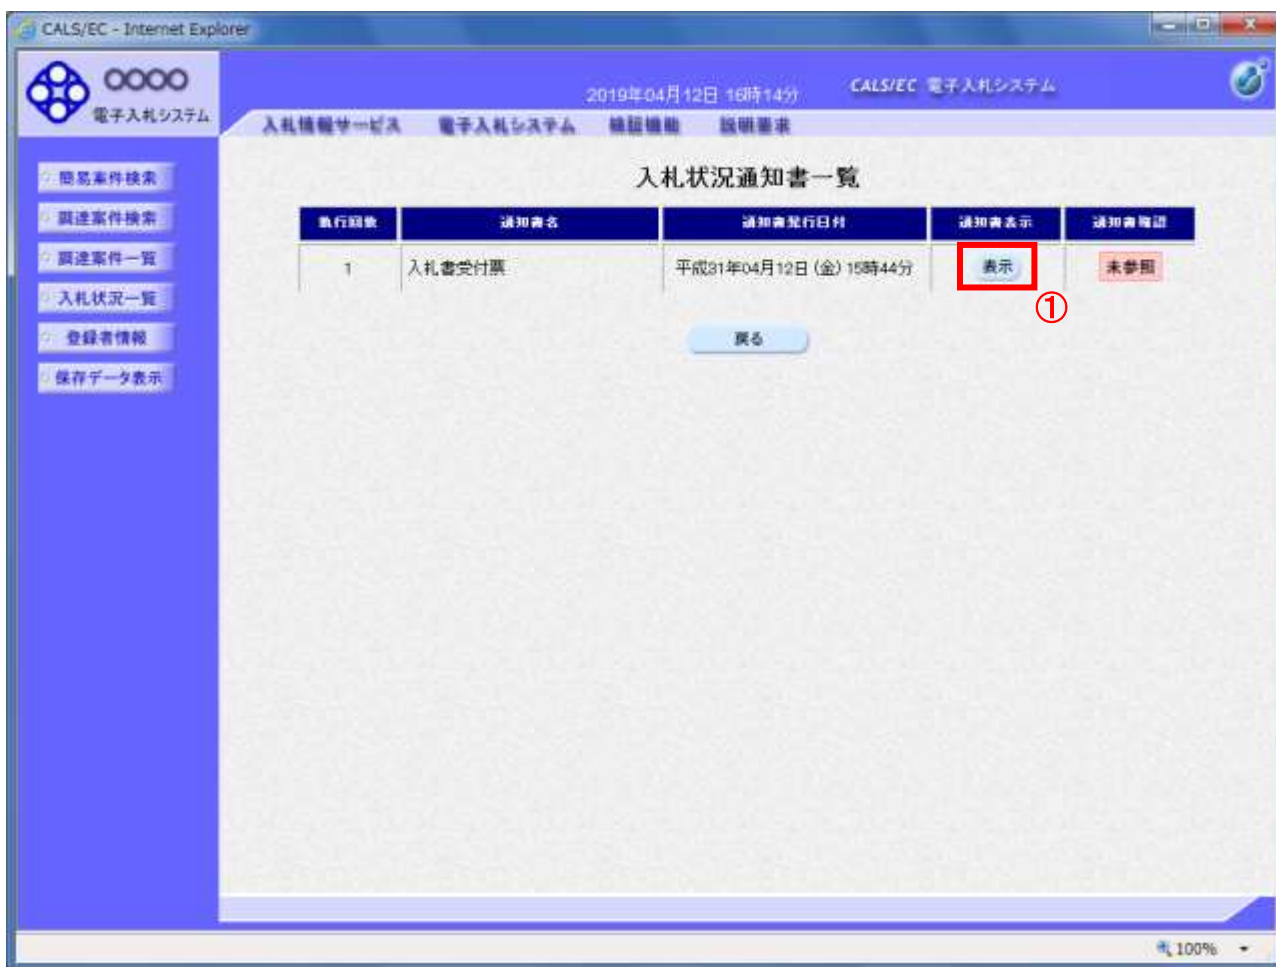 CALS/EC - Internet Explorer
OOOO
電子入札システム
2019年04月12日 16時14分
CALS/EC 電子入札システム
入札情報サービス 電子入札システム 検証機能 説明要求
簡易案件検索
調達案件検索
調達案件一覧
入札状況一覧
登録者情報
保存データ表示
入札状況通知書一覧
執行回数 通知書名 通知書発行日付 通知書表示 通知書確認
1 入札書受付票 平成31年04月12日(金) 15時44分 表示 未参照
①
戻る
100%